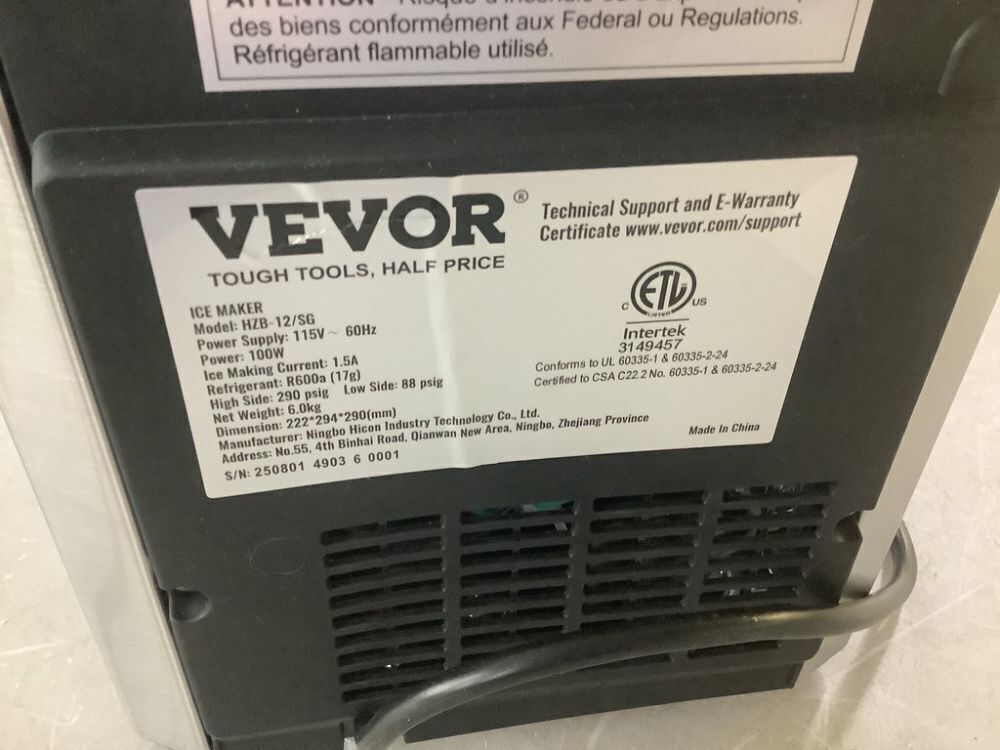 ATTENTION
des biens conformément aux Federal ou Regulations.
Réfrigérant flammable utilisé.
VEVOR®
TOUGH TOOLS, HALF PRICE
Technical Support and E-Warranty
Certificate www.vevor.com/support
ICE MAKER
Model: HZB-12/SG
Power Supply: 115V ~ 60Hz
Power: 100W
Ice Making Current: 1.5A
Refrigerant: R600a (17g)
High Side: 290 psig Low Side: 88 psig
Net Weight: 6.0kg
Dimension: 222*294*290(mm)
Manufacturer: Ningbo Hicon Industry Technology Co., Ltd.
Address: No.55, 4th Binhai Road, Qianwan New Area, Ningbo, Zhejiang Province
S/N: 250801 4903 6 0001
C ETL US
LISTED
Intertek
3149457
Conforms to UL 60335-1 & 60335-2-24
Certified to CSA C22.2 No. 60335-1 & 60335-2-24
Made In China